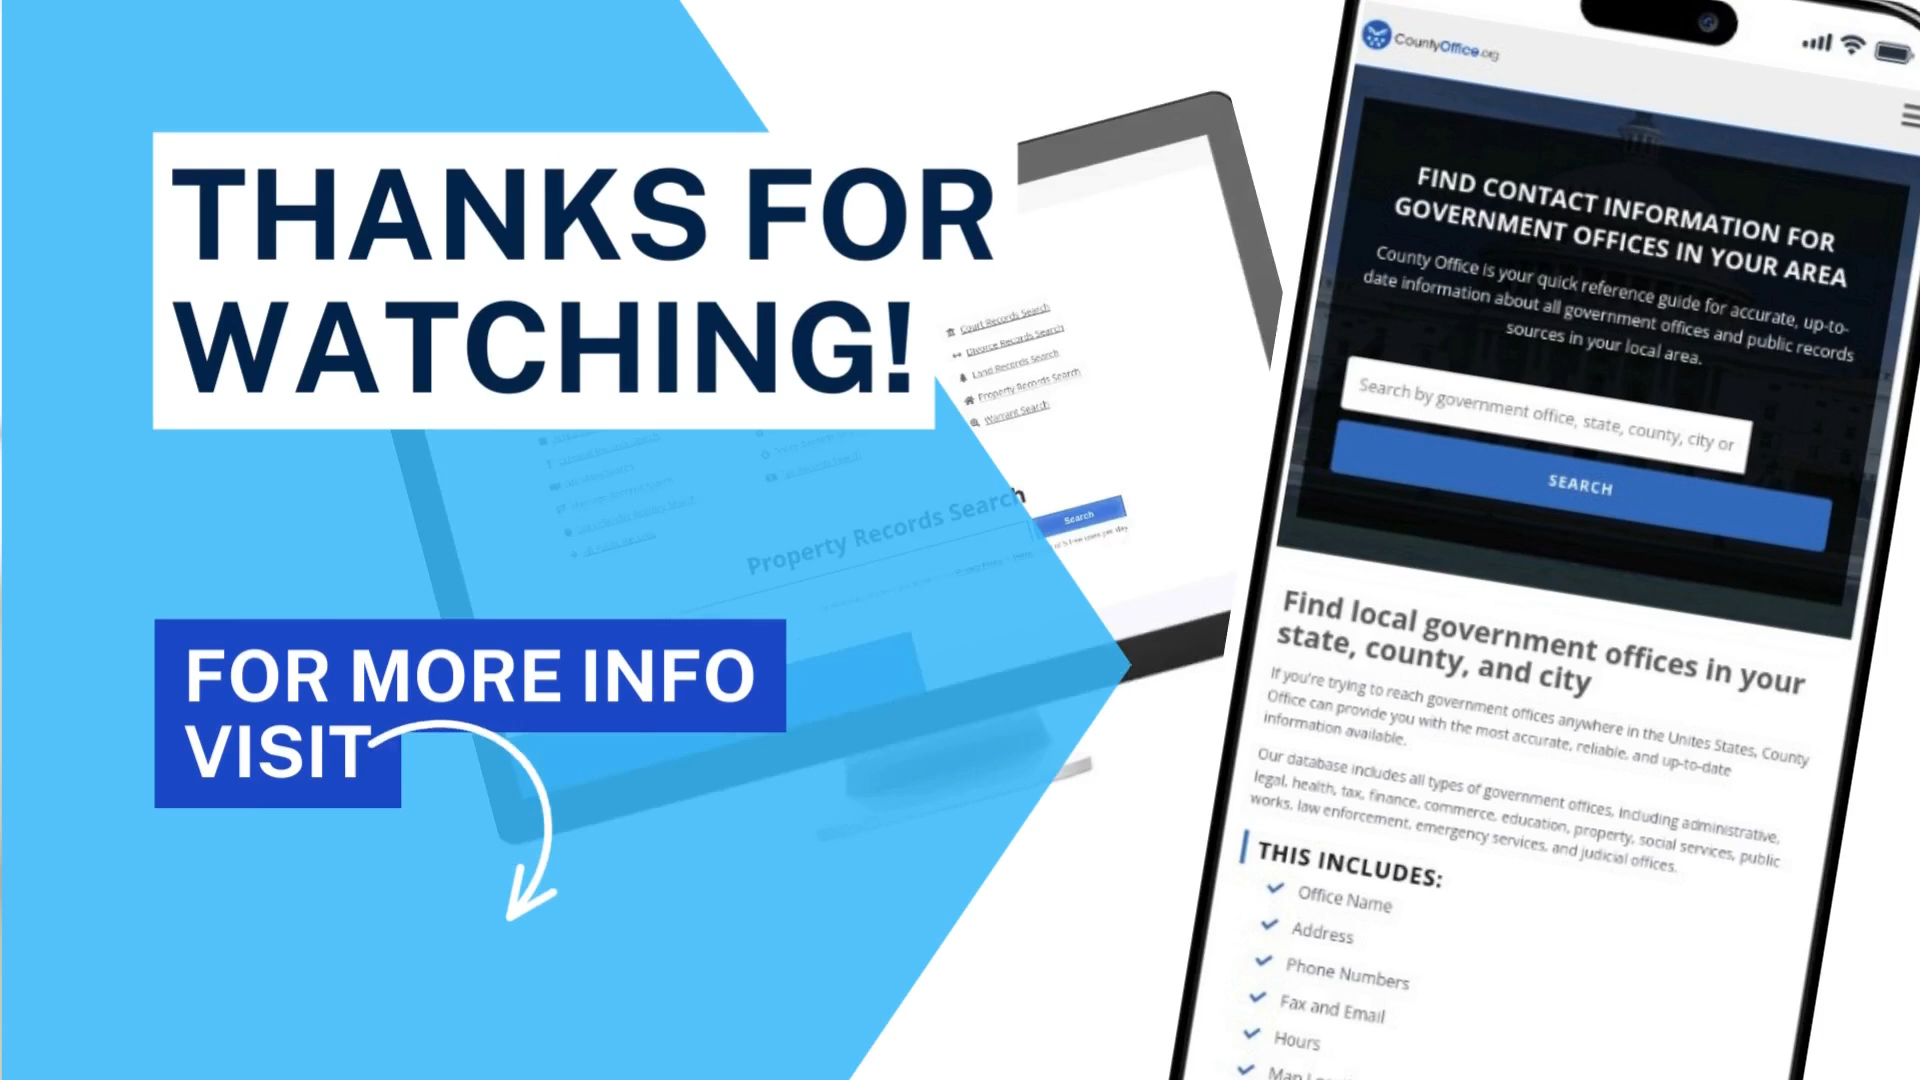 THANKS FOR
WATCHING!
FOR MORE INFO
VISIT
Court Records Search
Divorce Records Search
Land Records Search
Property Records Search
Warrant Search
Property Records Search
Search
CountyOffice.org
FIND CONTACT INFORMATION FOR
GOVERNMENT OFFICES IN YOUR AREA
County Office is your quick reference guide for accurate, up-to-
date information about all government offices and public records
sources in your local area.
Search by government office, state, county, city or
SEARCH
Find local government offices in your
state, county, and city
If you're trying to reach government offices anywhere in the Unites States, County
Office can provide you with the most accurate, reliable, and up-to-date
information available.
Our database includes all types of government offices, including administrative,
legal, health, tax, finance, commerce, education, property, social services, public
works, law enforcement, emergency services, and judicial offices.
THIS INCLUDES:
Office Name
Address
Phone Numbers
Fax and Email
Hours